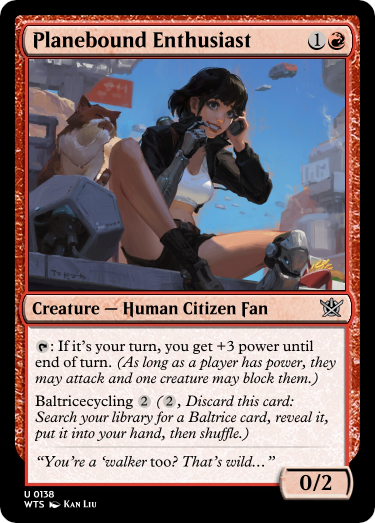 Planebound Enthusiast 1
Creature — Human Citizen Fan
: If it's your turn, you get +3 power until
end of turn. (As long as a player has power, they
may attack and one creature may block them.)
Baltricecycling 2 (2, Discard this card:
Search your library for a Baltrice card, reveal it,
put it into your hand, then shuffle.)
"You're a 'walker too? That's wild…"
0/2
U 0138
WTS Kan Liu